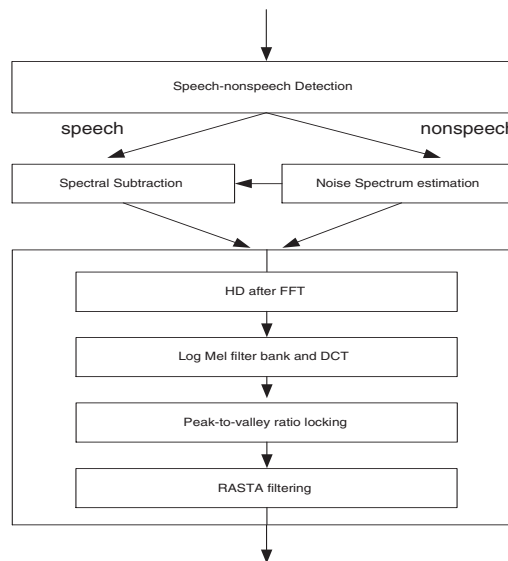 Speech-nonspeech Detection
speech
nonspeech
Spectral Subtraction
Noise Spectrum estimation
HD after FFT
Log Mel filter bank and DCT
Peak-to-valley ratio locking
RASTA filtering